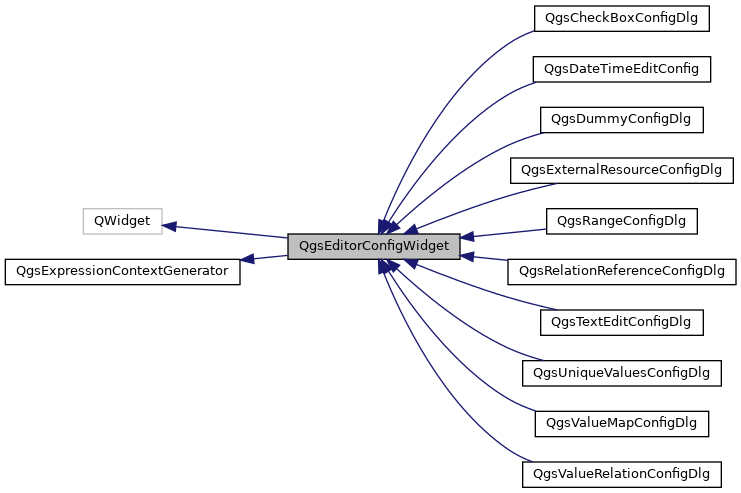 QgsCheckBoxConfigDlg
QgsDateTimeEditConfig
QgsDummyConfigDlg
QgsExternalResourceConfigDlg
QWidget
QgsRangeConfigDlg
QgsEditorConfigWidget
QgsExpressionContextGenerator
QgsRelationReferenceConfigDlg
QgsTextEditConfigDlg
QgsUniqueValuesConfigDlg
QgsValueMapConfigDlg
QgsValueRelationConfigDlg